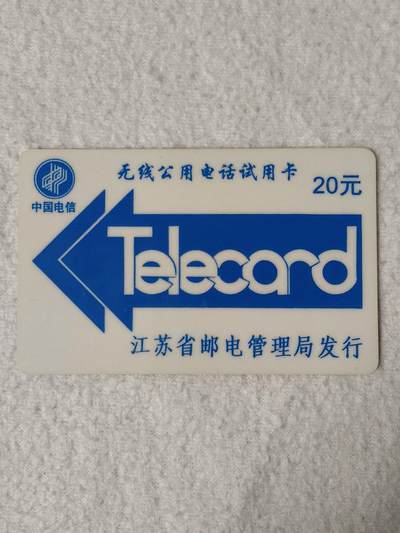 无线公用电话试用卡
20元
中国电信
Telecard
江苏省邮电管理局发行